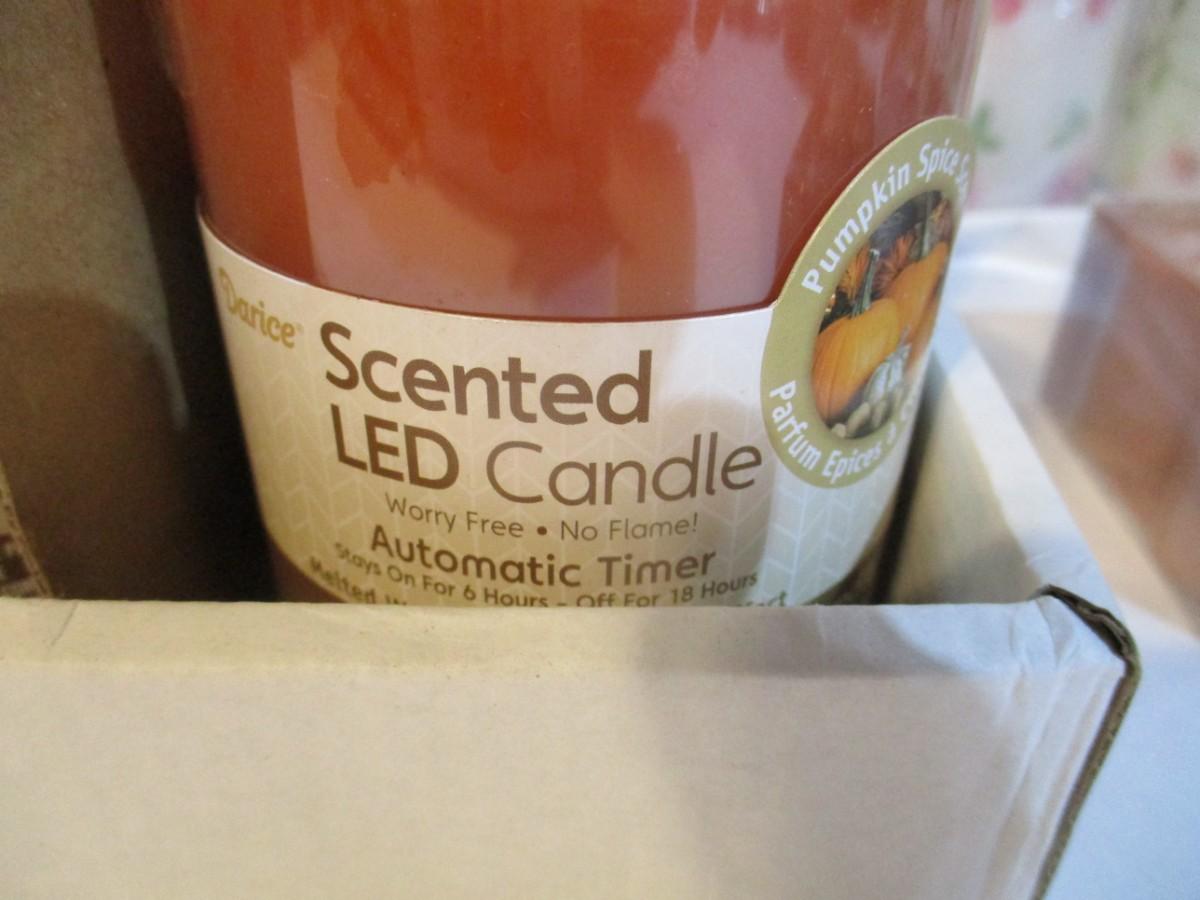 Darice
Scented
LED Candle
Worry Free • No Flame!
Automatic Timer
Stays On For 6 Hours - Off For 18 Hours
Melted
Pumpkin Spice
Parfum Epices